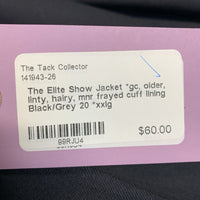 The Tack Collector
141943-26
The Elite Show Jacket *gc, older,
linty, hairy, mnr frayed cuff lining
Black/Grey 20 *xxlg
$60.00
99RJU4